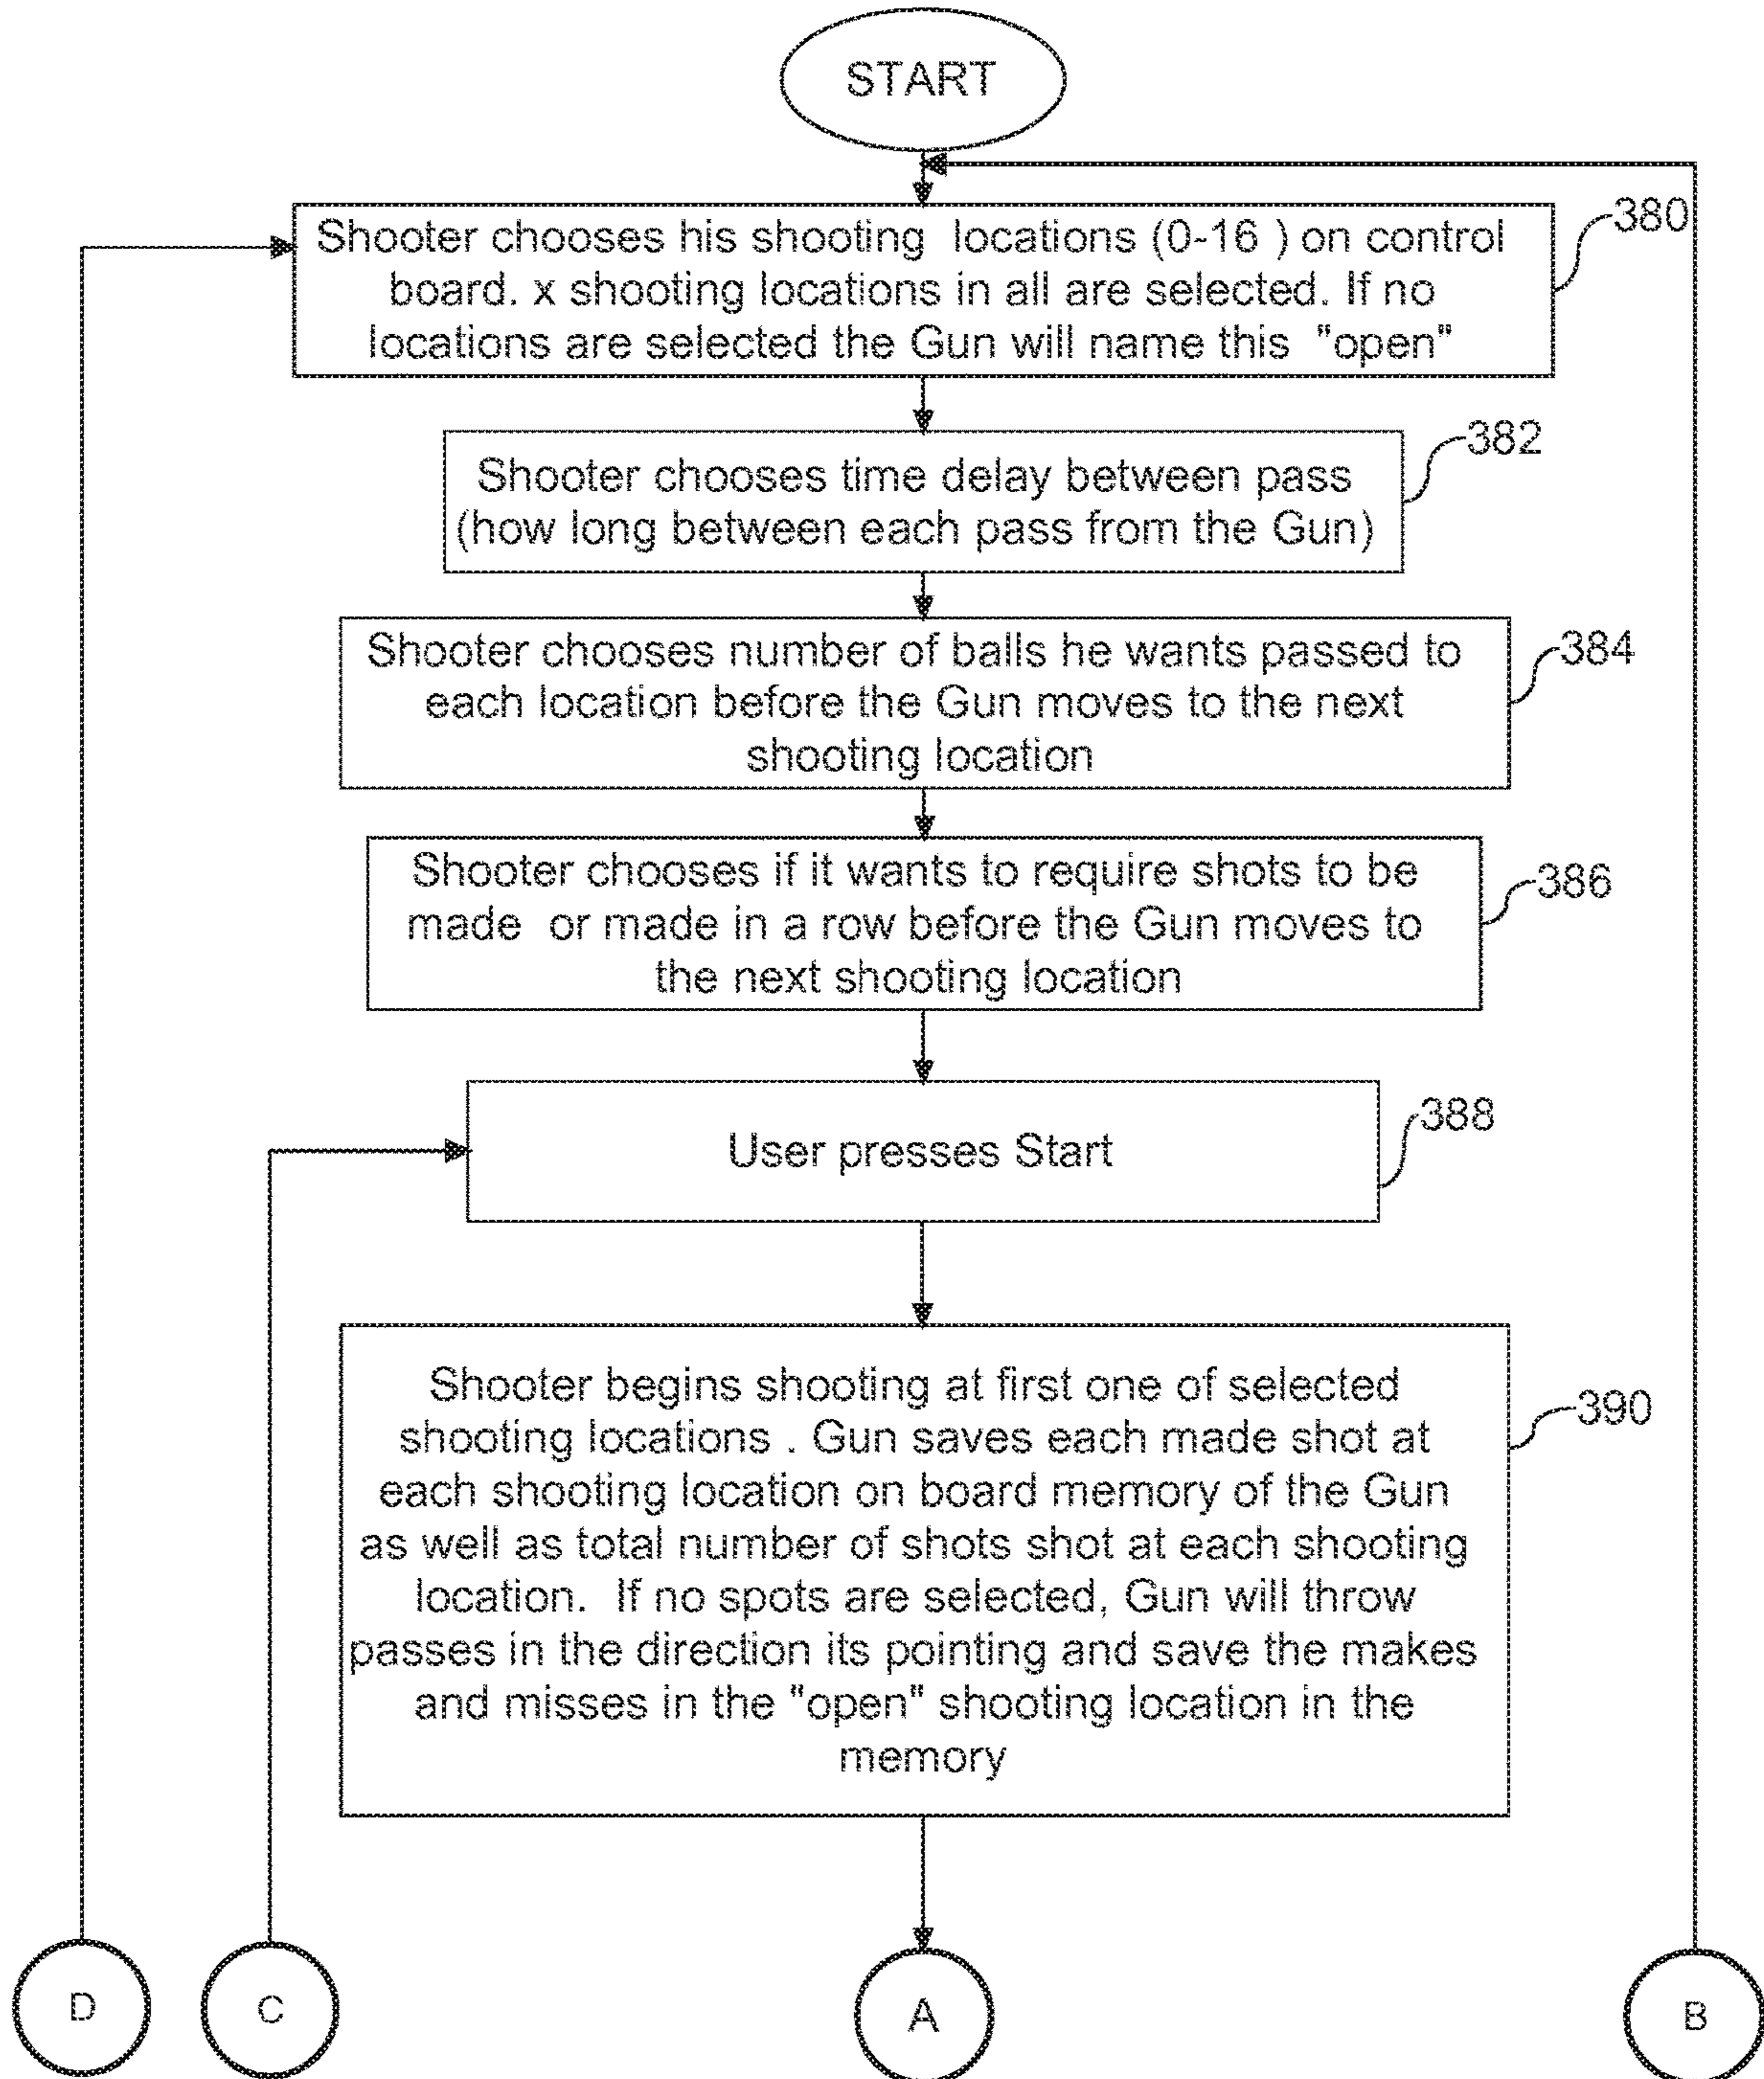 START
Shooter chooses his shooting locations (0-16 ) on control
board. x shooting locations in all are selected. If no
locations are selected the Gun will name this "open"
380
Shooter chooses time delay between pass
(how long between each pass from the Gun)
382
Shooter chooses number of balls he wants passed to
each location before the Gun moves to the next
shooting location
384
Shooter chooses if it wants to require shots to be
made or made in a row before the Gun moves to
the next shooting location
386
User presses Start
388
Shooter begins shooting at first one of selected
shooting locations . Gun saves each made shot at
each shooting location on board memory of the Gun
as well as total number of shots shot at each shooting
location. If no spots are selected, Gun will throw
passes in the direction its pointing and save the makes
and misses in the "open" shooting location in the
memory
390
D
C
A
B